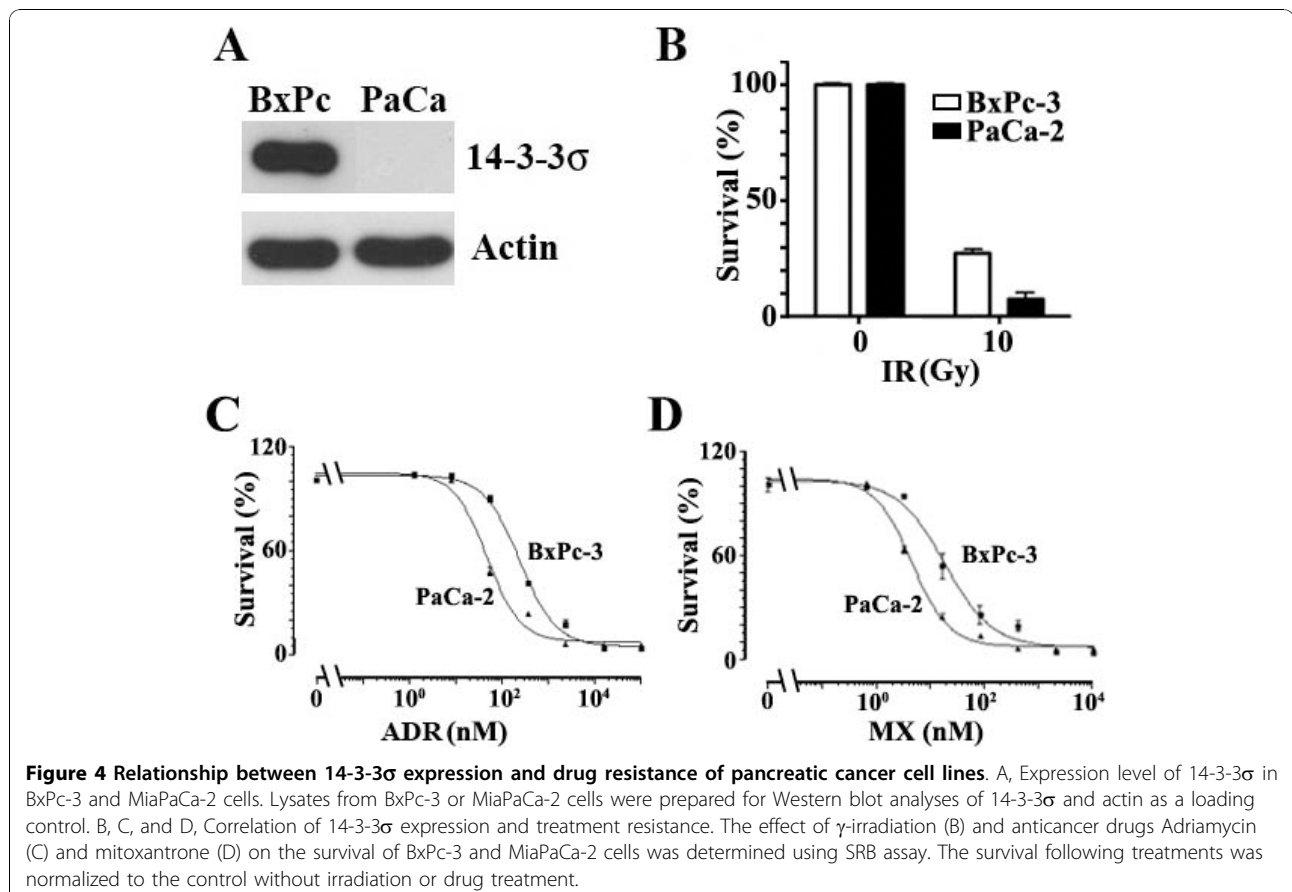 A
BxPc PaCa
14-3-3σ
Actin
B
Survival (%)
100
50
0
BxPc-3
PaCa-2
0 10
IR (Gy)
C
Survival (%)
120
60
0
BxPc-3
PaCa-2
0 10⁰ 10² 10⁴
ADR (nM)
D
Survival (%)
120
60
0
BxPc-3
PaCa-2
0 10⁰ 10² 10⁴
MX (nM)
Figure 4 Relationship between 14-3-3σ expression and drug resistance of pancreatic cancer cell lines. A, Expression level of 14-3-3σ in
BxPc-3 and MiaPaCa-2 cells. Lysates from BxPc-3 or MiaPaCa-2 cells were prepared for Western blot analyses of 14-3-3σ and actin as a loading
control. B, C, and D, Correlation of 14-3-3σ expression and treatment resistance. The effect of γ-irradiation (B) and anticancer drugs Adriamycin
(C) and mitoxantrone (D) on the survival of BxPc-3 and MiaPaCa-2 cells was determined using SRB assay. The survival following treatments was
normalized to the control without irradiation or drug treatment.